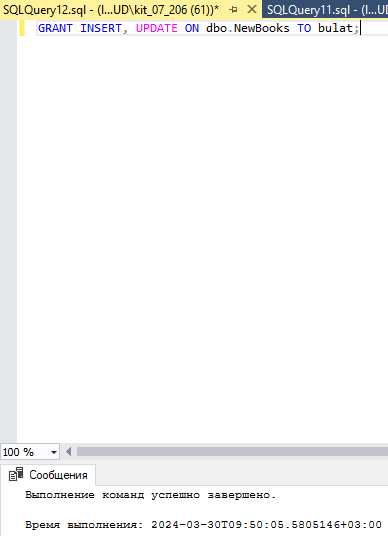 SQLQuery12.sql - (l...UD\kit_07_206 (61))*
SQLQuery11.sql - (l...U
GRANT INSERT, UPDATE ON dbo.NewBooks TO bulat;
100 %
Сообщения
Выполнение команд успешно завершено.
Время выполнения: 2024-03-30T09:50:05.5805146+03:00